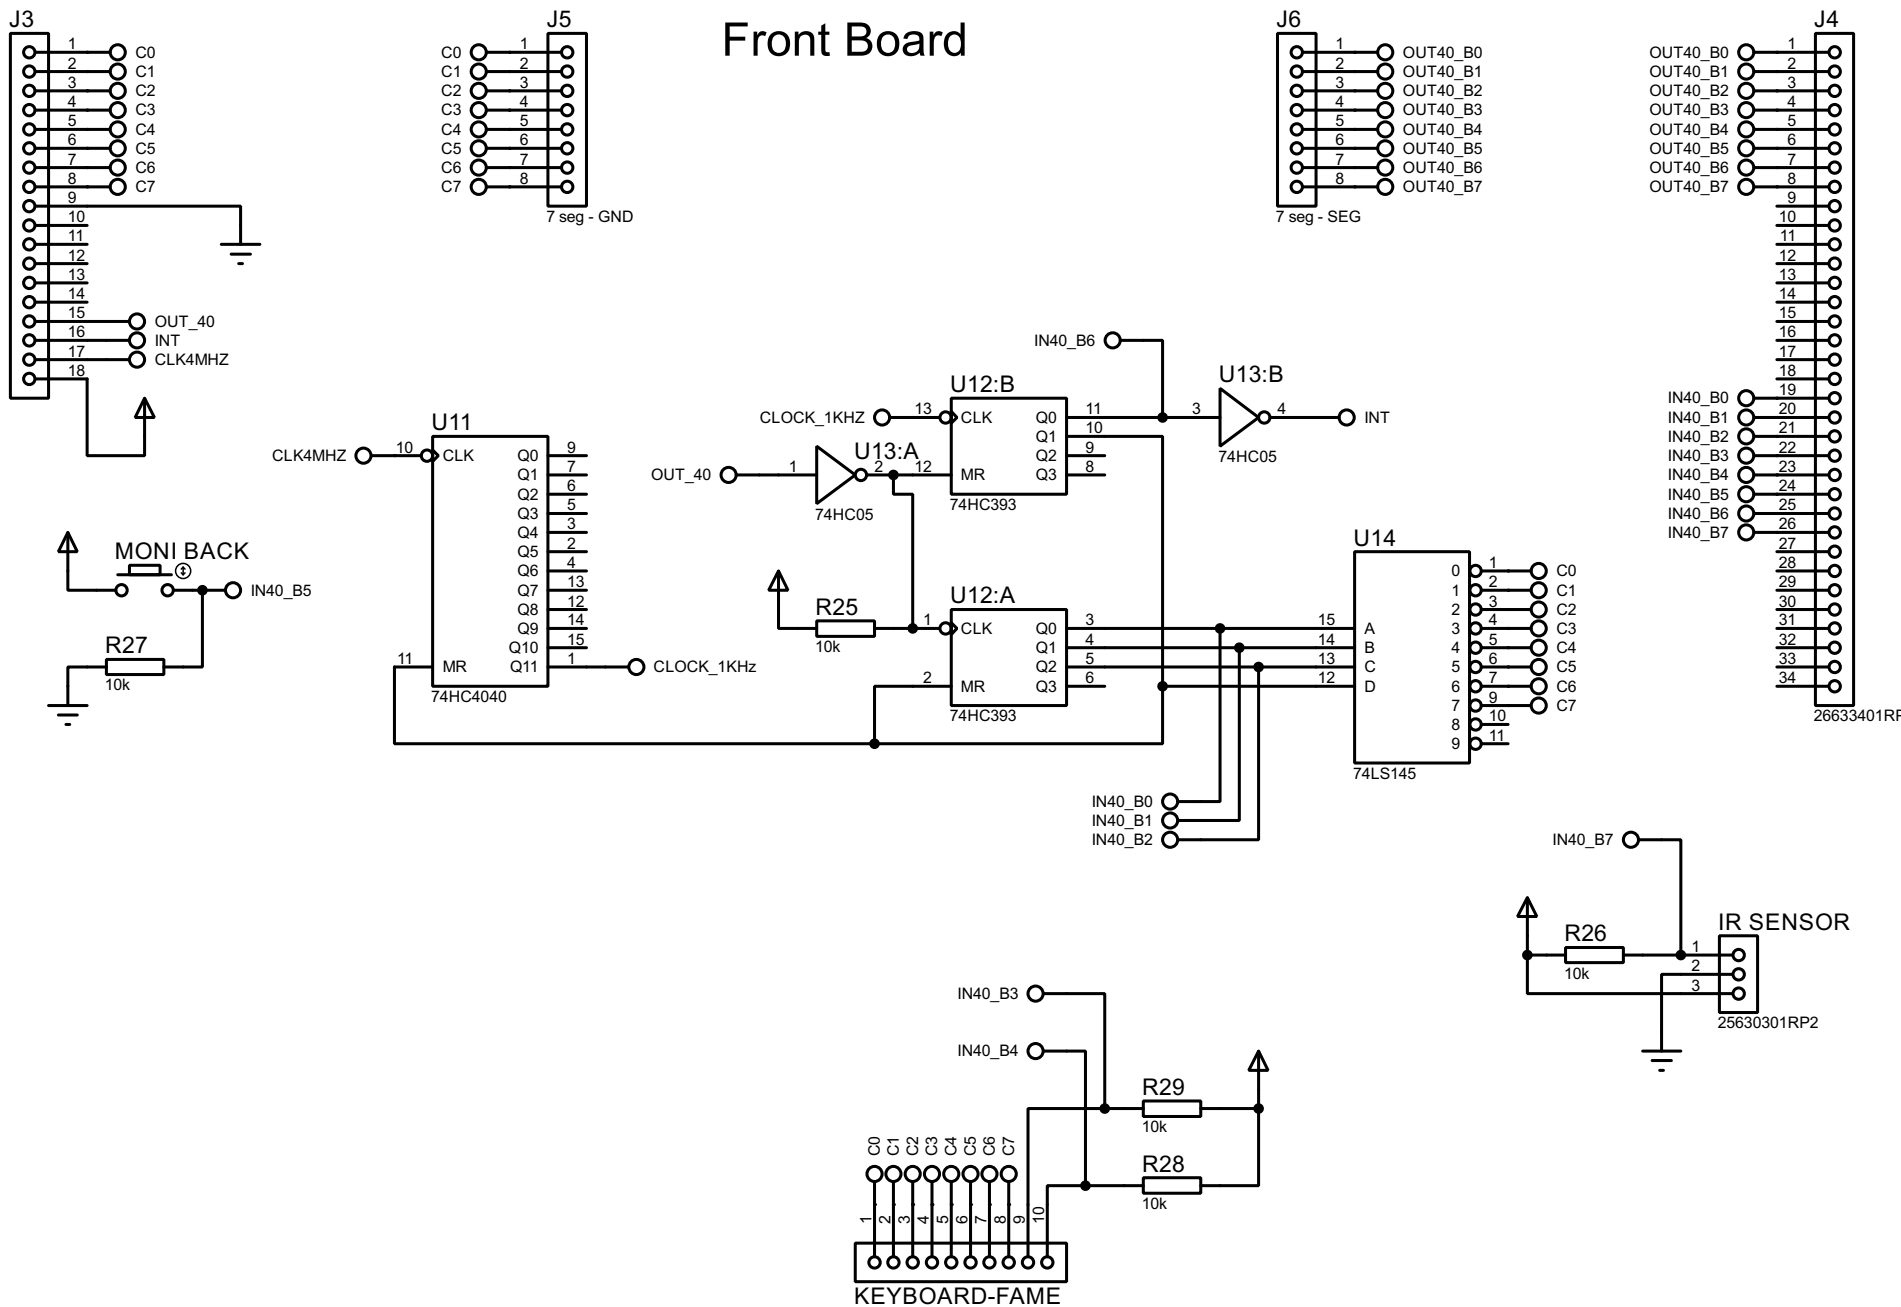 Front Board
J3
1 C0
2 C1
3 C2
4 C3
5 C4
6 C5
7 C6
8 C7
9
10
11
12
13
14
15 OUT_40
16 INT
17 CLK4MHZ
18
J5
C0 1
C1 2
C2 3
C3 4
C4 5
C5 6
C6 7
C7 8
7 seg - GND
J6
1 OUT40_B0
2 OUT40_B1
3 OUT40_B2
4 OUT40_B3
5 OUT40_B4
6 OUT40_B5
7 OUT40_B6
8 OUT40_B7
7 seg - SEG
J4
OUT40_B0 1
OUT40_B1 2
OUT40_B2 3
OUT40_B3 4
OUT40_B4 5
OUT40_B5 6
OUT40_B6 7
OUT40_B7 8
9
10
11
12
13
14
15
16
17
18
IN40_B0 19
IN40_B1 20
IN40_B2 21
IN40_B3 22
IN40_B4 23
IN40_B5 24
IN40_B6 25
IN40_B7 26
27
28
29
30
31
32
33
34
26633401RP
MONI BACK
IN40_B5
R27
10k
U11
CLK4MHZ 10 CLK
Q0 9
Q1 7
Q2 6
Q3 5
Q4 3
Q5 2
Q6 4
Q7 13
Q8 12
Q9 14
Q10 15
11 MR Q11 1 CLOCK_1KHz
74HC4040
IN40_B6
U12:B
CLOCK_1KHZ 13 CLK Q0 11
Q1 10
Q2 9
12 MR Q3 8
74HC393
U13:B
3 4 INT
74HC05
U13:A
OUT_40 1 2
74HC05
R25
10k
U12:A
1 CLK Q0 3
Q1 4
Q2 5
2 MR Q3 6
74HC393
U14
15 A
14 B
13 C
12 D
0 1 C0
1 2 C1
2 3 C2
3 4 C3
4 5 C4
5 6 C5
6 7 C6
7 9 C7
8 10
9 11
74LS145
IN40_B0
IN40_B1
IN40_B2
IN40_B7
IR SENSOR
R26
10k
1
2
3
25630301RP2
IN40_B3
IN40_B4
R29
10k
R28
10k
C0 C1 C2 C3 C4 C5 C6 C7
1 2 3 4 5 6 7 8 9 10
KEYBOARD-FAME